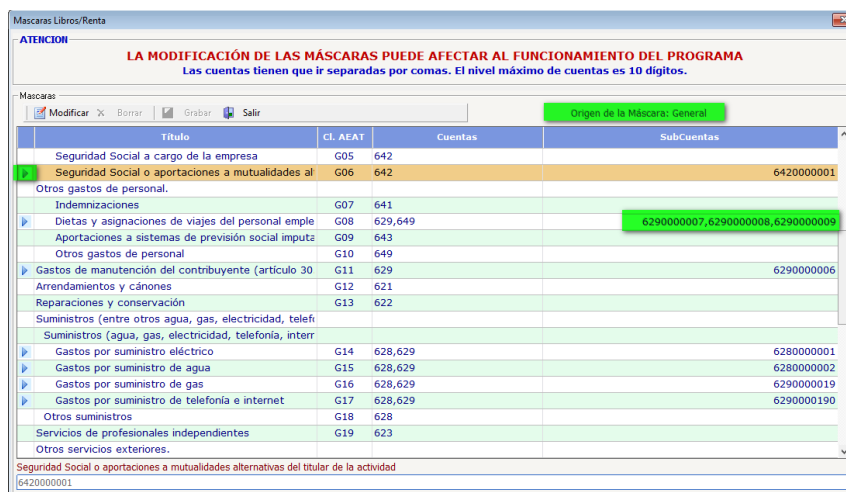 Mascaras Libros/Renta
ATENCION
LA MODIFICACIÓN DE LAS MÁSCARAS PUEDE AFECTAR AL FUNCIONAMIENTO DEL PROGRAMA
Las cuentas tienen que ir separadas por comas. El nivel máximo de cuentas es 10 dígitos.
Mascaras
Modificar Borrar Grabar Salir Origen de la Máscara: General
Título Cl. AEAT Cuentas SubCuentas
Seguridad Social a cargo de la empresa G05 642
Seguridad Social o aportaciones a mutualidades al G06 642 6420000001
Otros gastos de personal.
Indemnizaciones G07 641
Dietas y asignaciones de viajes del personal emple G08 629,649 6290000007,6290000008,6290000009
Aportaciones a sistemas de previsión social imputa G09 643
Otros gastos de personal G10 649
Gastos de manutención del contribuyente (artículo 30 G11 629 6290000006
Arrendamientos y cánones G12 621
Reparaciones y conservación G13 622
Suministros (entre otros agua, gas, electricidad, telefo
Suministros (agua, gas, electricidad, telefonía, interr
Gastos por suministro eléctrico G14 628,629 6280000001
Gastos por suministro de agua G15 628,629 6280000002
Gastos por suministro de gas G16 628,629 6290000019
Gastos por suministro de telefonía e internet G17 628,629 6290000190
Otros suministros G18 628
Servicios de profesionales independientes G19 623
Otros servicios exteriores.
Seguridad Social o aportaciones a mutualidades alternativas del titular de la actividad
6420000001